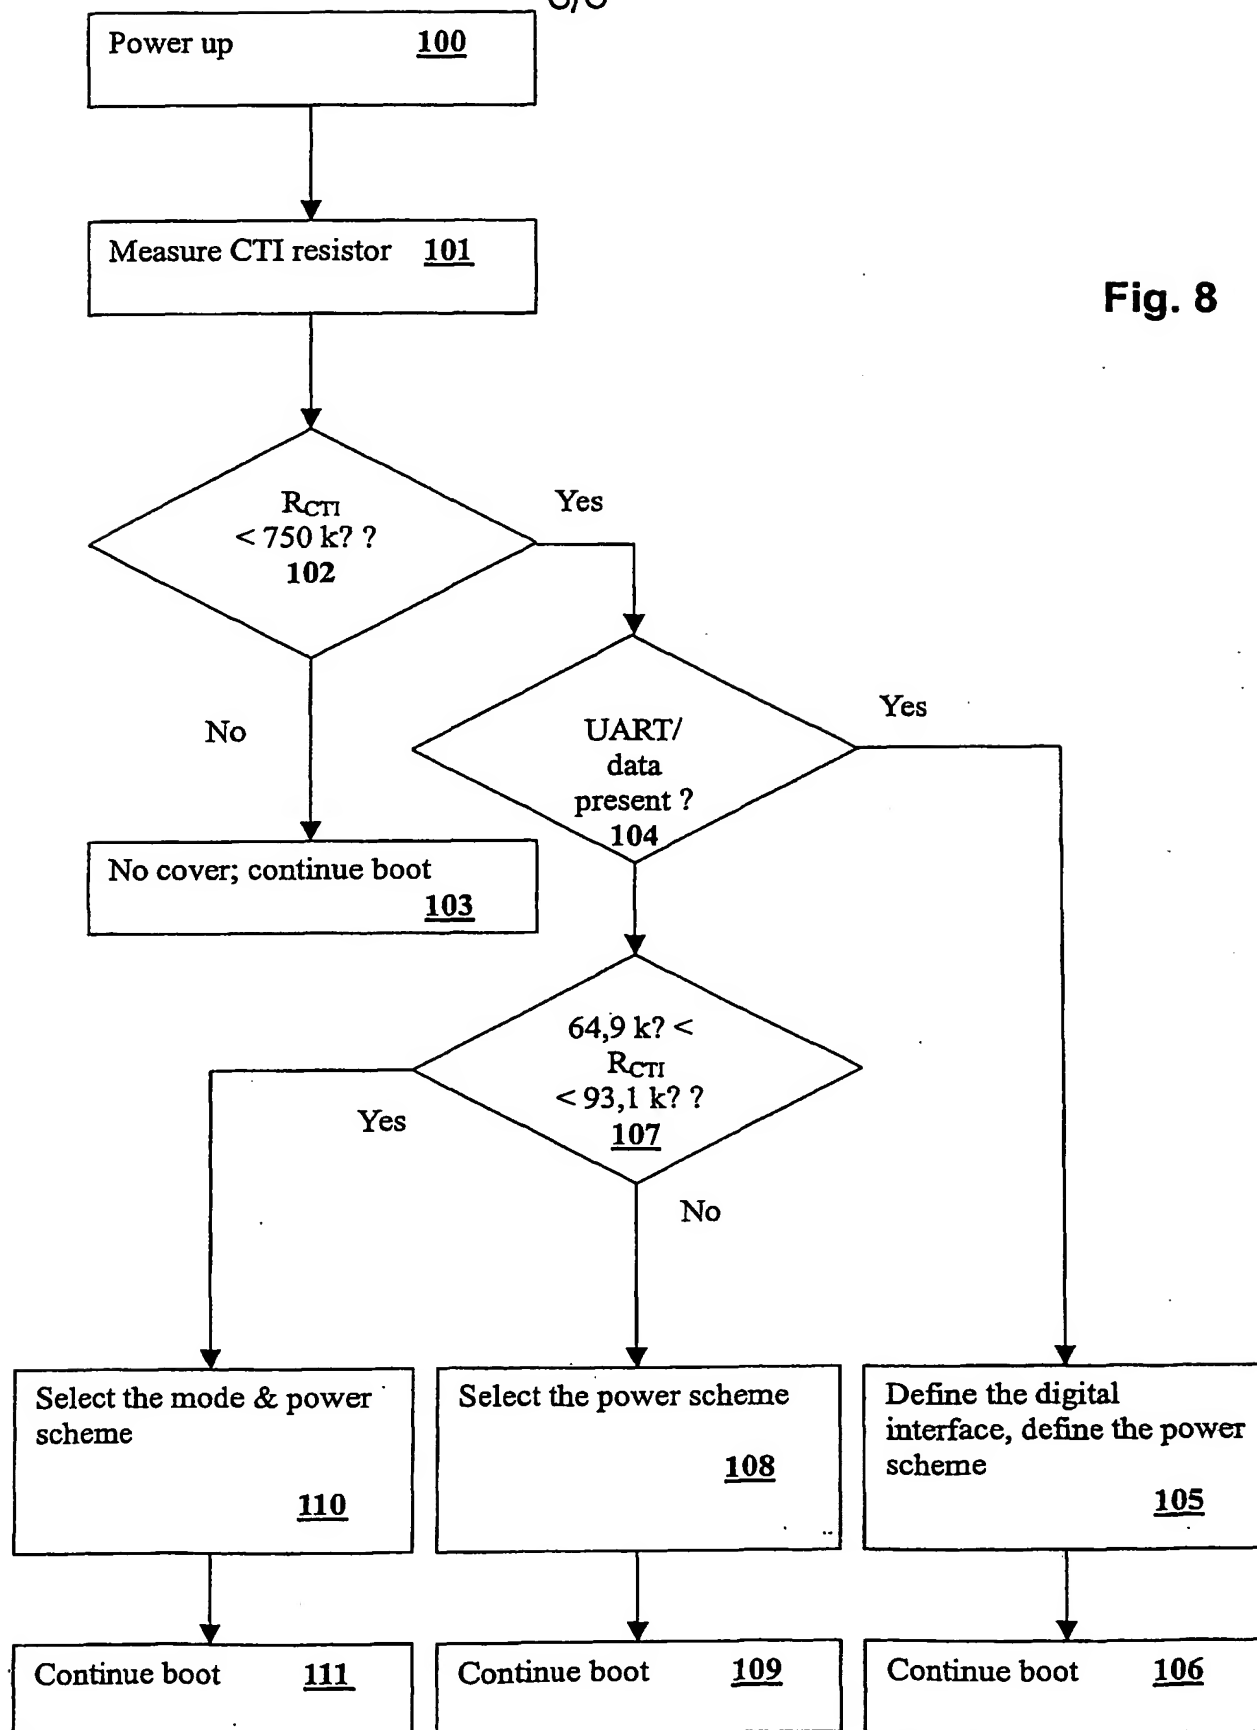 Power up 100
Measure CTI resistor 101
Fig. 8
RCTI
< 750 k? ?
102
Yes
No
UART/
data
present ?
104
Yes
No cover; continue boot
103
64,9 k? <
RCTI
< 93,1 k? ?
107
Yes
No
Select the mode & power
scheme
110
Select the power scheme
108
Define the digital
interface, define the power
scheme
105
Continue boot 111
Continue boot 109
Continue boot 106